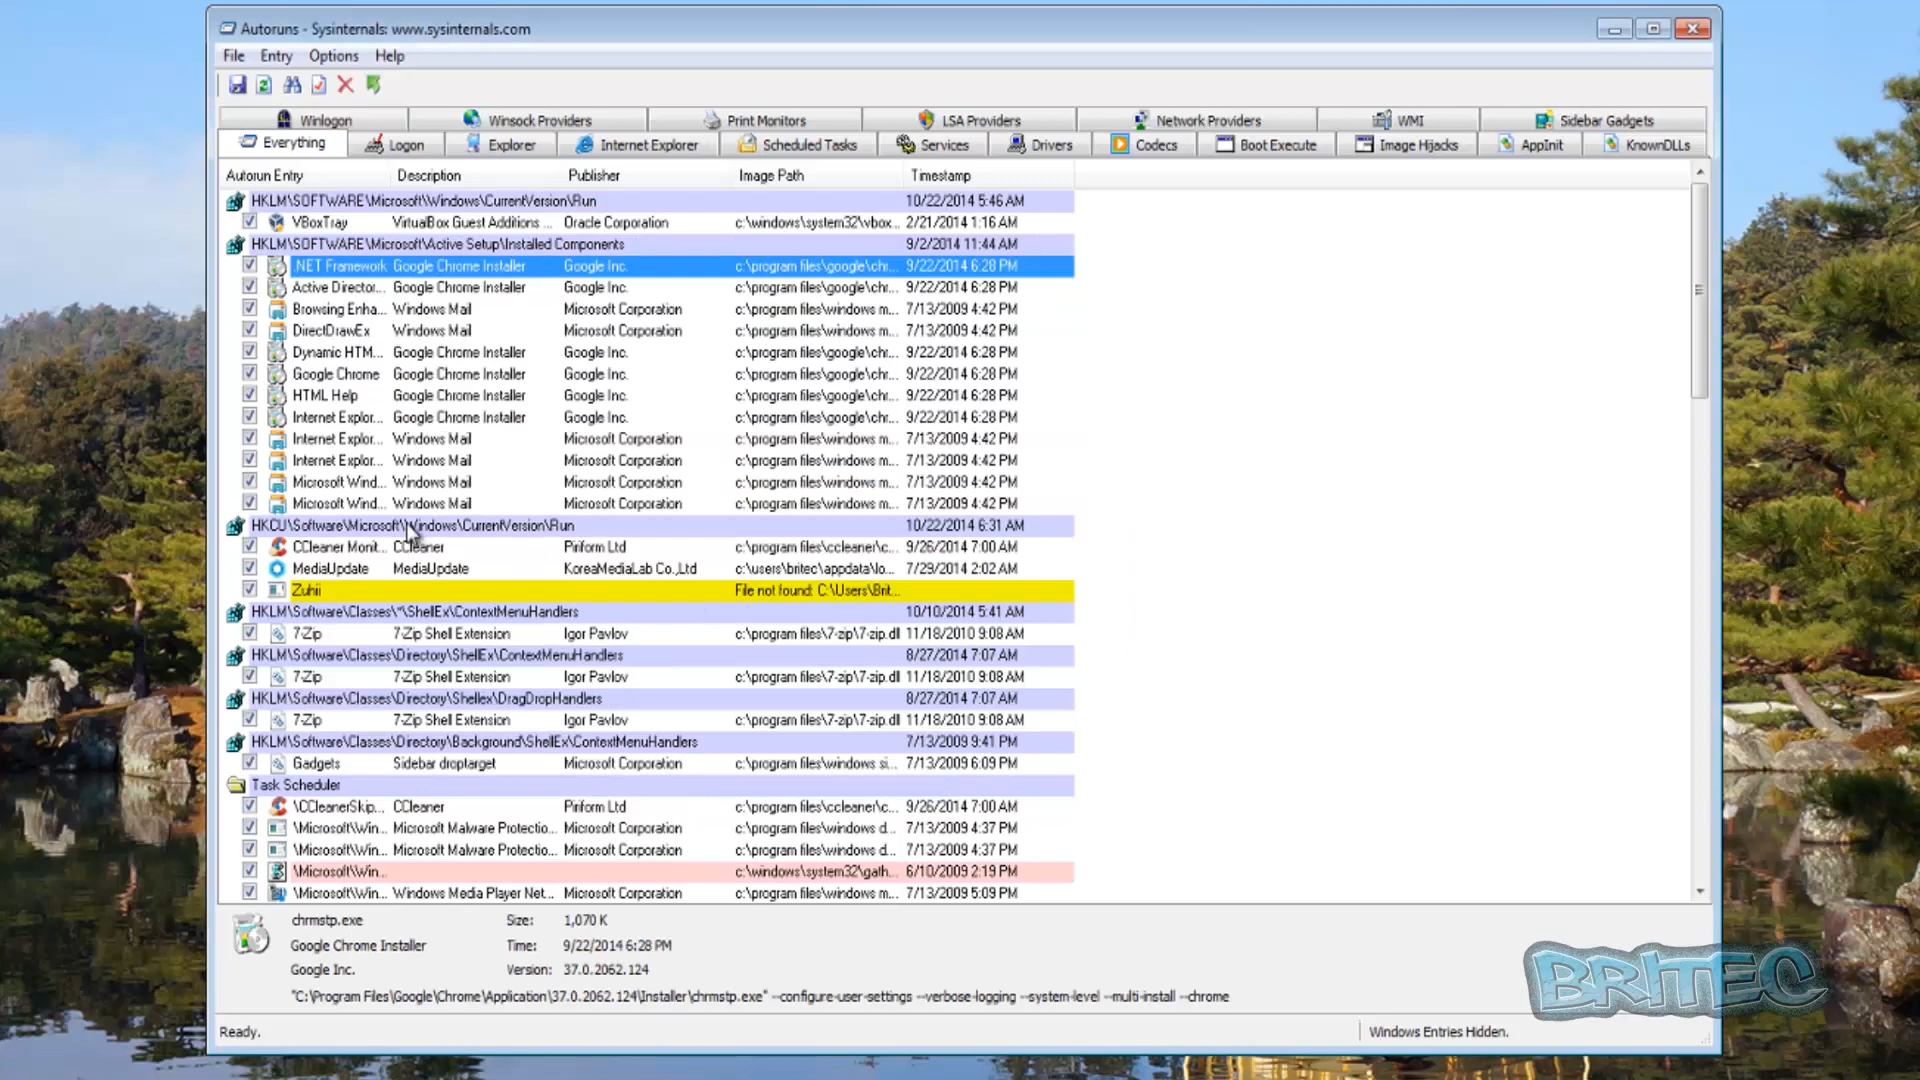 Autoruns - Sysinternals: www.sysinternals.com
File Entry Options Help
Winlogon Winsock Providers Print Monitors LSA Providers Network Providers WMI Sidebar Gadgets
Everything Logon Explorer Internet Explorer Scheduled Tasks Services Drivers Codecs Boot Execute Image Hijacks AppInit KnownDLLs
Autorun Entry Description Publisher Image Path Timestamp
HKLM\SOFTWARE\Microsoft\Windows\CurrentVersion\Run 10/22/2014 5:46 AM
VBoxTray VirtualBox Guest Additions ... Oracle Corporation c:\windows\system32\vbox... 2/21/2014 1:16 AM
HKLM\SOFTWARE\Microsoft\Active Setup\Installed Components 9/2/2014 11:44 AM
.NET Framework Google Chrome Installer Google Inc. c:\program files\google\chr... 9/22/2014 6:28 PM
Active Director... Google Chrome Installer Google Inc. c:\program files\google\chr... 9/22/2014 6:28 PM
Browsing Enha... Windows Mail Microsoft Corporation c:\program files\windows m... 7/13/2009 4:42 PM
DirectDrawEx Windows Mail Microsoft Corporation c:\program files\windows m... 7/13/2009 4:42 PM
Dynamic HTM... Google Chrome Installer Google Inc. c:\program files\google\chr... 9/22/2014 6:28 PM
Google Chrome Google Chrome Installer Google Inc. c:\program files\google\chr... 9/22/2014 6:28 PM
HTML Help Google Chrome Installer Google Inc. c:\program files\google\chr... 9/22/2014 6:28 PM
Internet Explor... Google Chrome Installer Google Inc. c:\program files\google\chr... 9/22/2014 6:28 PM
Internet Explor... Windows Mail Microsoft Corporation c:\program files\windows m... 7/13/2009 4:42 PM
Internet Explor... Windows Mail Microsoft Corporation c:\program files\windows m... 7/13/2009 4:42 PM
Microsoft Wind... Windows Mail Microsoft Corporation c:\program files\windows m... 7/13/2009 4:42 PM
Microsoft Wind... Windows Mail Microsoft Corporation c:\program files\windows m... 7/13/2009 4:42 PM
HKCU\Software\Microsoft\Windows\CurrentVersion\Run 10/22/2014 6:31 AM
CCleaner Monit... CCleaner Piriform Ltd c:\program files\ccleaner\c... 9/26/2014 7:00 AM
MediaUpdate MediaUpdate KoreaMediaLab Co.,Ltd c:\users\britec\appdata\lo... 7/29/2014 2:02 AM
Zuhii File not found: C:\Users\Brit...
HKLM\Software\Classes\*\ShellEx\ContextMenuHandlers 10/10/2014 5:41 AM
7-Zip 7-Zip Shell Extension Igor Pavlov c:\program files\7-zip\7-zip.dll 11/18/2010 9:08 AM
HKLM\Software\Classes\Directory\ShellEx\ContextMenuHandlers 8/27/2014 7:07 AM
7-Zip 7-Zip Shell Extension Igor Pavlov c:\program files\7-zip\7-zip.dll 11/18/2010 9:08 AM
HKLM\Software\Classes\Directory\Shellex\DragDropHandlers 8/27/2014 7:07 AM
7-Zip 7-Zip Shell Extension Igor Pavlov c:\program files\7-zip\7-zip.dll 11/18/2010 9:08 AM
HKLM\Software\Classes\Directory\Background\ShellEx\ContextMenuHandlers 7/13/2009 9:41 PM
Gadgets Sidebar droptarget Microsoft Corporation c:\program files\windows si... 7/13/2009 6:09 PM
Task Scheduler
\CCleanerSkip... CCleaner Piriform Ltd c:\program files\ccleaner\c... 9/26/2014 7:00 AM
\Microsoft\Win... Microsoft Malware Protectio... Microsoft Corporation c:\program files\windows d... 7/13/2009 4:37 PM
\Microsoft\Win... Microsoft Malware Protectio... Microsoft Corporation c:\program files\windows d... 7/13/2009 4:37 PM
\Microsoft\Win... c:\windows\system32\gath... 6/10/2009 2:19 PM
\Microsoft\Win... Windows Media Player Net... Microsoft Corporation c:\program files\windows m... 7/13/2009 5:09 PM
chrmstp.exe Size: 1,070 K
Google Chrome Installer Time: 9/22/2014 6:28 PM
Google Inc. Version: 37.0.2062.124
"C:\Program Files\Google\Chrome\Application\37.0.2062.124\Installer\chrmstp.exe" --configure-user-settings --verbose-logging --system-level --multi-install --chrome
BRITEC
Ready. Windows Entries Hidden.